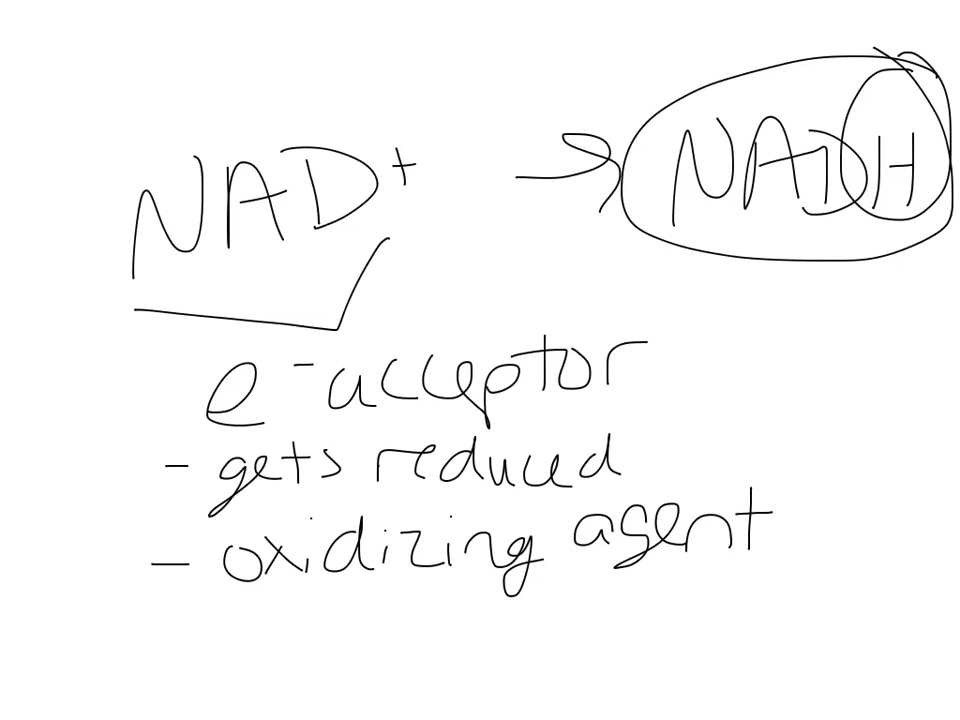 NAD+ → NADH
e-acceptor
- gets reduced
- oxidizing agent